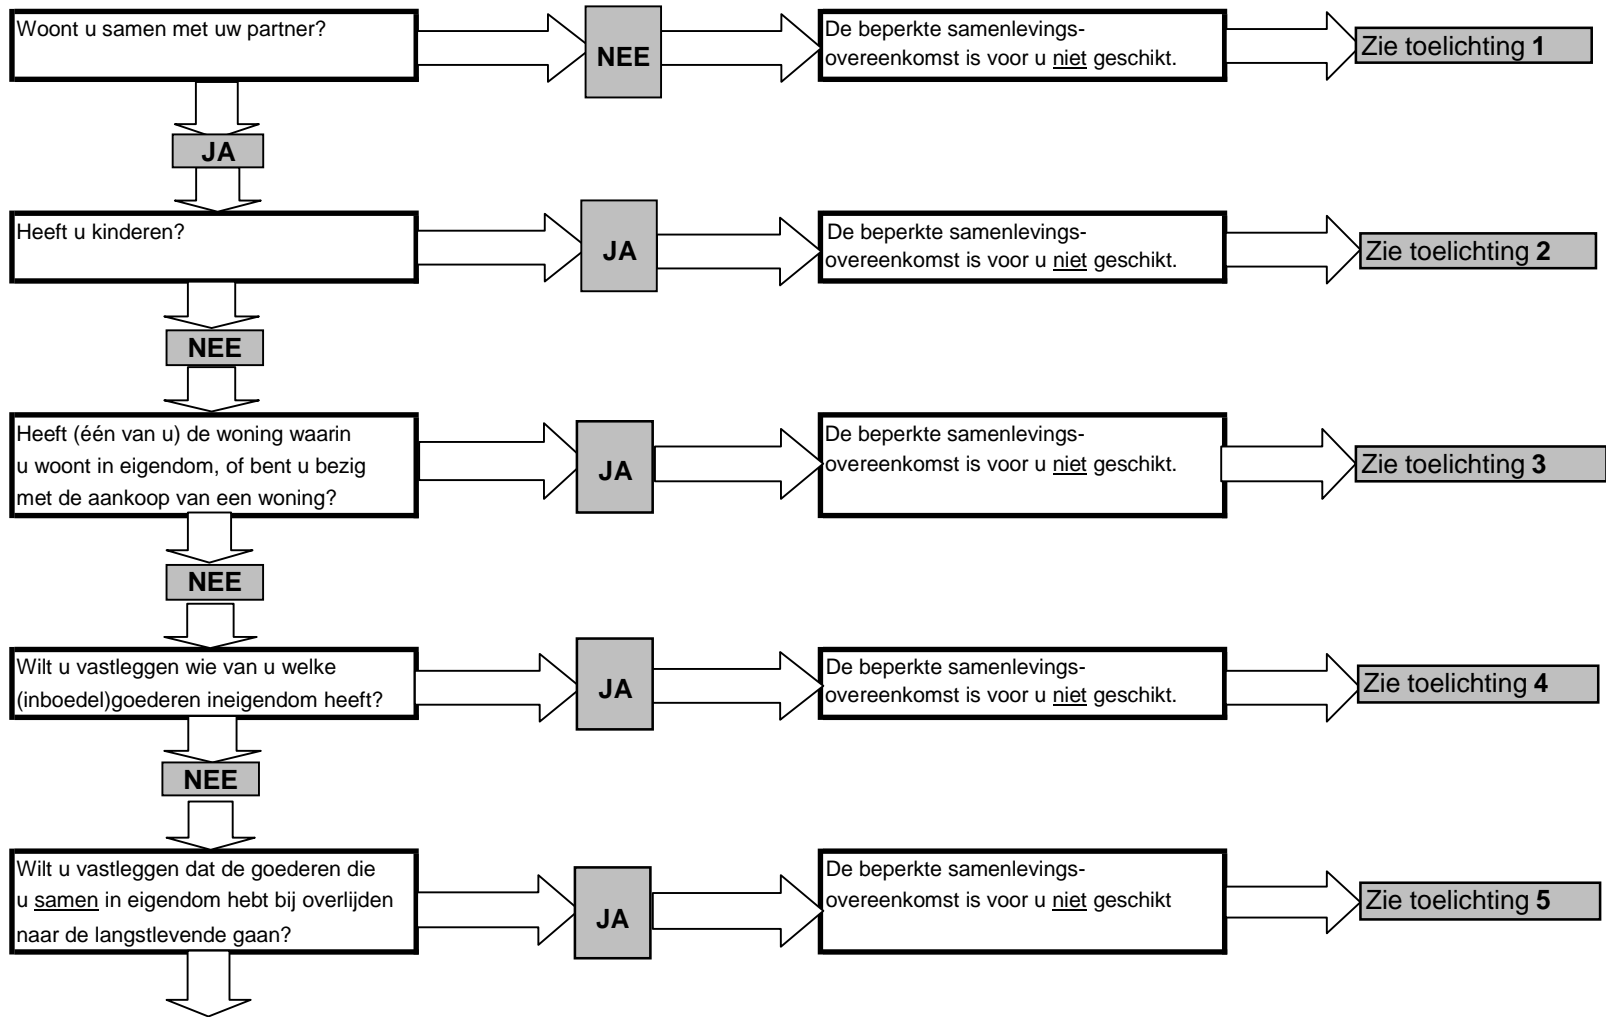 Woont u samen met uw partner?
NEE
De beperkte samenlevings-
overeenkomst is voor u niet geschikt.
Zie toelichting 1
JA
Heeft u kinderen?
JA
De beperkte samenlevings-
overeenkomst is voor u niet geschikt.
Zie toelichting 2
NEE
Heeft (één van u) de woning waarin
u woont in eigendom, of bent u bezig
met de aankoop van een woning?
JA
De beperkte samenlevings-
overeenkomst is voor u niet geschikt.
Zie toelichting 3
NEE
Wilt u vastleggen wie van u welke
(inboedel)goederen ineigendom heeft?
JA
De beperkte samenlevings-
overeenkomst is voor u niet geschikt.
Zie toelichting 4
NEE
Wilt u vastleggen dat de goederen die
u samen in eigendom hebt bij overlijden
naar de langstlevende gaan?
JA
De beperkte samenlevings-
overeenkomst is voor u niet geschikt
Zie toelichting 5